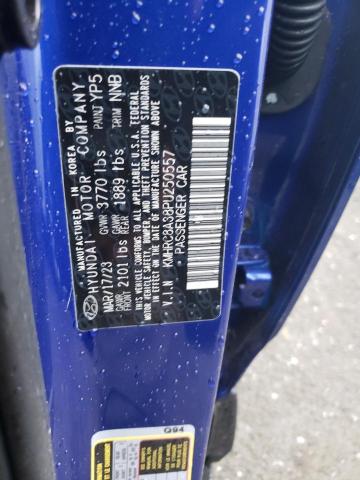 MADE IN KOREA BY
HYUNDAI MOTOR COMPANY
MAR/17/23 GVWR 3770 lbs PAINT YP5
GAWR FRONT 2101 lbs GAWR REAR 1889 lbs TRIM NNB
THIS VEHICLE CONFORMS TO ALL APPLICABLE U.S.A. FEDERAL
MOTOR VEHICLE SAFETY, BUMPER, AND THEFT PREVENTION STANDARDS
IN EFFECT ON THE DATE OF MANUFACTURE SHOWN ABOVE.
V.I.N KMHRC8A38PU250557
PASSENGER CAR
Q94